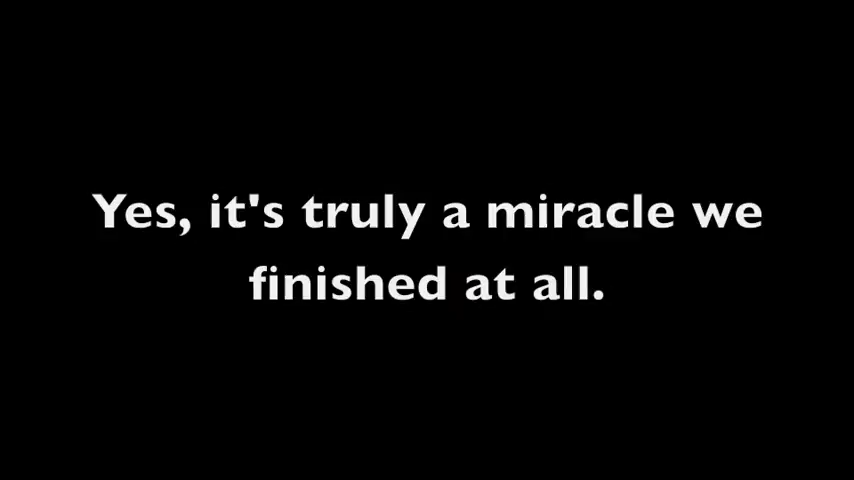 Yes, it's truly a miracle we
finished at all.